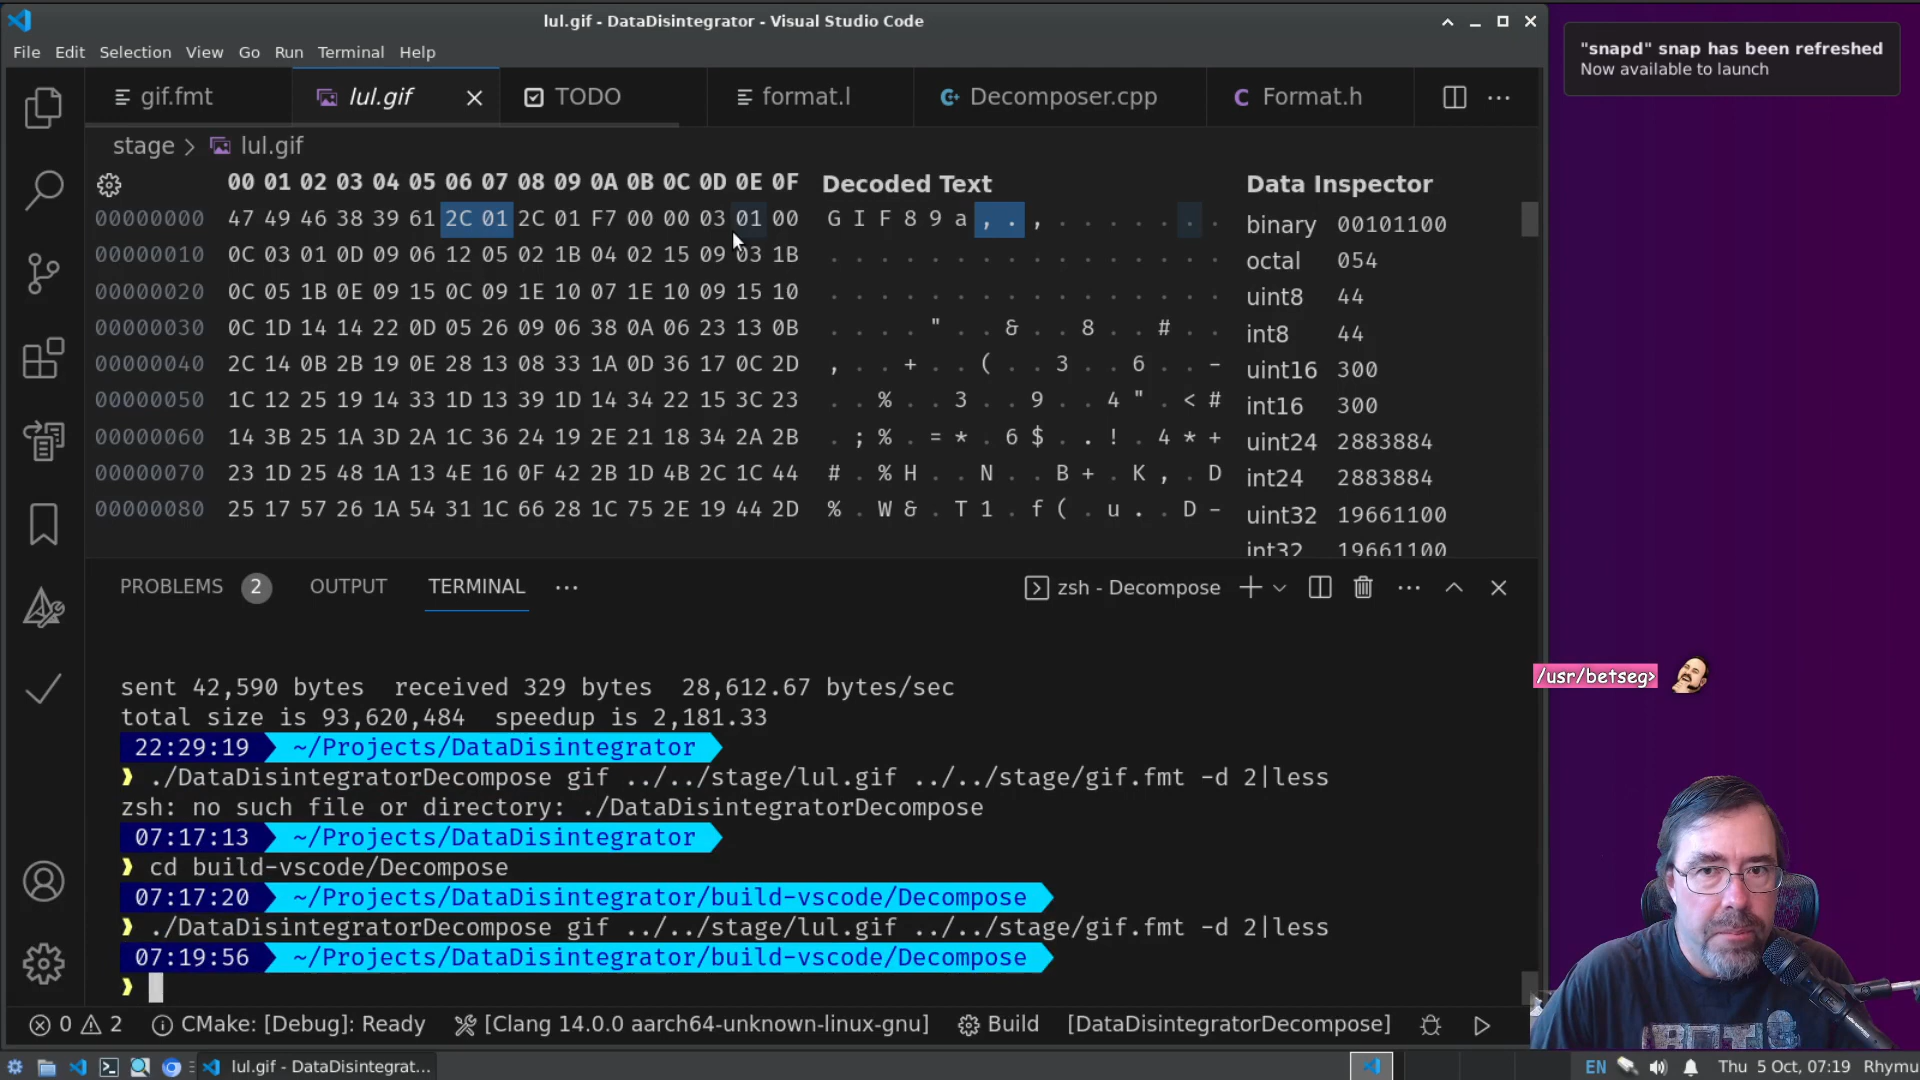 lul.gif - DataDisintegrator - Visual Studio Code
File Edit Selection View Go Run Terminal Help
"snapd" snap has been refreshed
Now available to launch
gif.fmt lul.gif TODO format.l Decomposer.cpp Format.h
stage > lul.gif
00 01 02 03 04 05 06 07 08 09 0A 0B 0C 0D 0E 0F Decoded Text Data Inspector
00000000 47 49 46 38 39 61 2C 01 2C 01 F7 00 00 03 01 00 G I F 8 9 a , . , . . . . . . . binary 00101100
00000010 0C 03 01 0D 09 06 12 05 02 1B 04 02 15 09 03 1B . . . . . . . . . . . . . . . . octal 054
00000020 0C 05 1B 0E 09 15 0C 09 1E 10 07 1E 10 09 15 10 . . . . . . . . . . . . . . . . uint8 44
00000030 0C 1D 14 14 22 0D 05 26 09 06 38 0A 06 23 13 0B . . . . " . . & . . 8 . . # . . int8 44
00000040 2C 14 0B 2B 19 0E 28 13 08 33 1A 0D 36 17 0C 2D , . . + . . ( . . 3 . . 6 . . - uint16 300
00000050 1C 12 25 19 14 33 1D 13 39 1D 14 34 22 15 3C 23 . . % . . 3 . . 9 . . 4 " . < # int16 300
00000060 14 3B 25 1A 3D 2A 1C 36 24 19 2E 21 18 34 2A 2B . ; % . = * . 6 $ . . ! . 4 * + uint24 2883884
00000070 23 1D 25 48 1A 13 4E 16 0F 42 2B 1D 4B 2C 1C 44 # . % H . . N . . B + . K , . D int24 2883884
00000080 25 17 57 26 1A 54 31 1C 66 28 1C 75 2E 19 44 2D % . W & . T 1 . f ( . u . . D - uint32 19661100
int32 19661100
PROBLEMS 2 OUTPUT TERMINAL ··· zsh - Decompose
sent 42,590 bytes received 329 bytes 28,612.67 bytes/sec
total size is 93,620,484 speedup is 2,181.33
22:29:19 ~/Projects/DataDisintegrator
❱ ./DataDisintegratorDecompose gif ../../stage/lul.gif ../../stage/gif.fmt -d 2|less
zsh: no such file or directory: ./DataDisintegratorDecompose
07:17:13 ~/Projects/DataDisintegrator
❱ cd build-vscode/Decompose
07:17:20 ~/Projects/DataDisintegrator/build-vscode/Decompose
❱ ./DataDisintegratorDecompose gif ../../stage/lul.gif ../../stage/gif.fmt -d 2|less
07:19:56 ~/Projects/DataDisintegrator/build-vscode/Decompose
❱
/usr/betseg>
0 2 CMake: [Debug]: Ready [Clang 14.0.0 aarch64-unknown-linux-gnu] Build [DataDisintegratorDecompose]
lul.gif - DataDisintegrat... EN Thu 5 Oct, 07:19 Rhymu